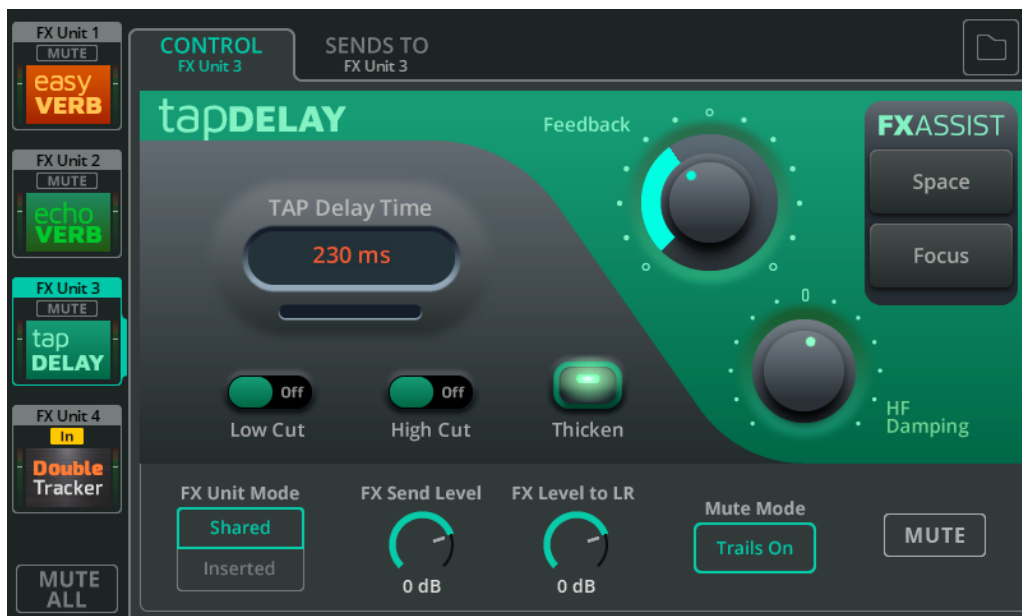 FX Unit 1
MUTE
easy
VERB
FX Unit 2
MUTE
echo
VERB
FX Unit 3
MUTE
tap
DELAY
FX Unit 4
In
Double
Tracker
MUTE
ALL
CONTROL
FX Unit 3
SENDS TO
FX Unit 3
tapDELAY
Feedback
FXASSIST
Space
Focus
TAP Delay Time
230 ms
0
HF
Damping
Off
Low Cut
Off
High Cut
Thicken
FX Unit Mode
Shared
Inserted
FX Send Level
0 dB
FX Level to LR
0 dB
Mute Mode
Trails On
MUTE